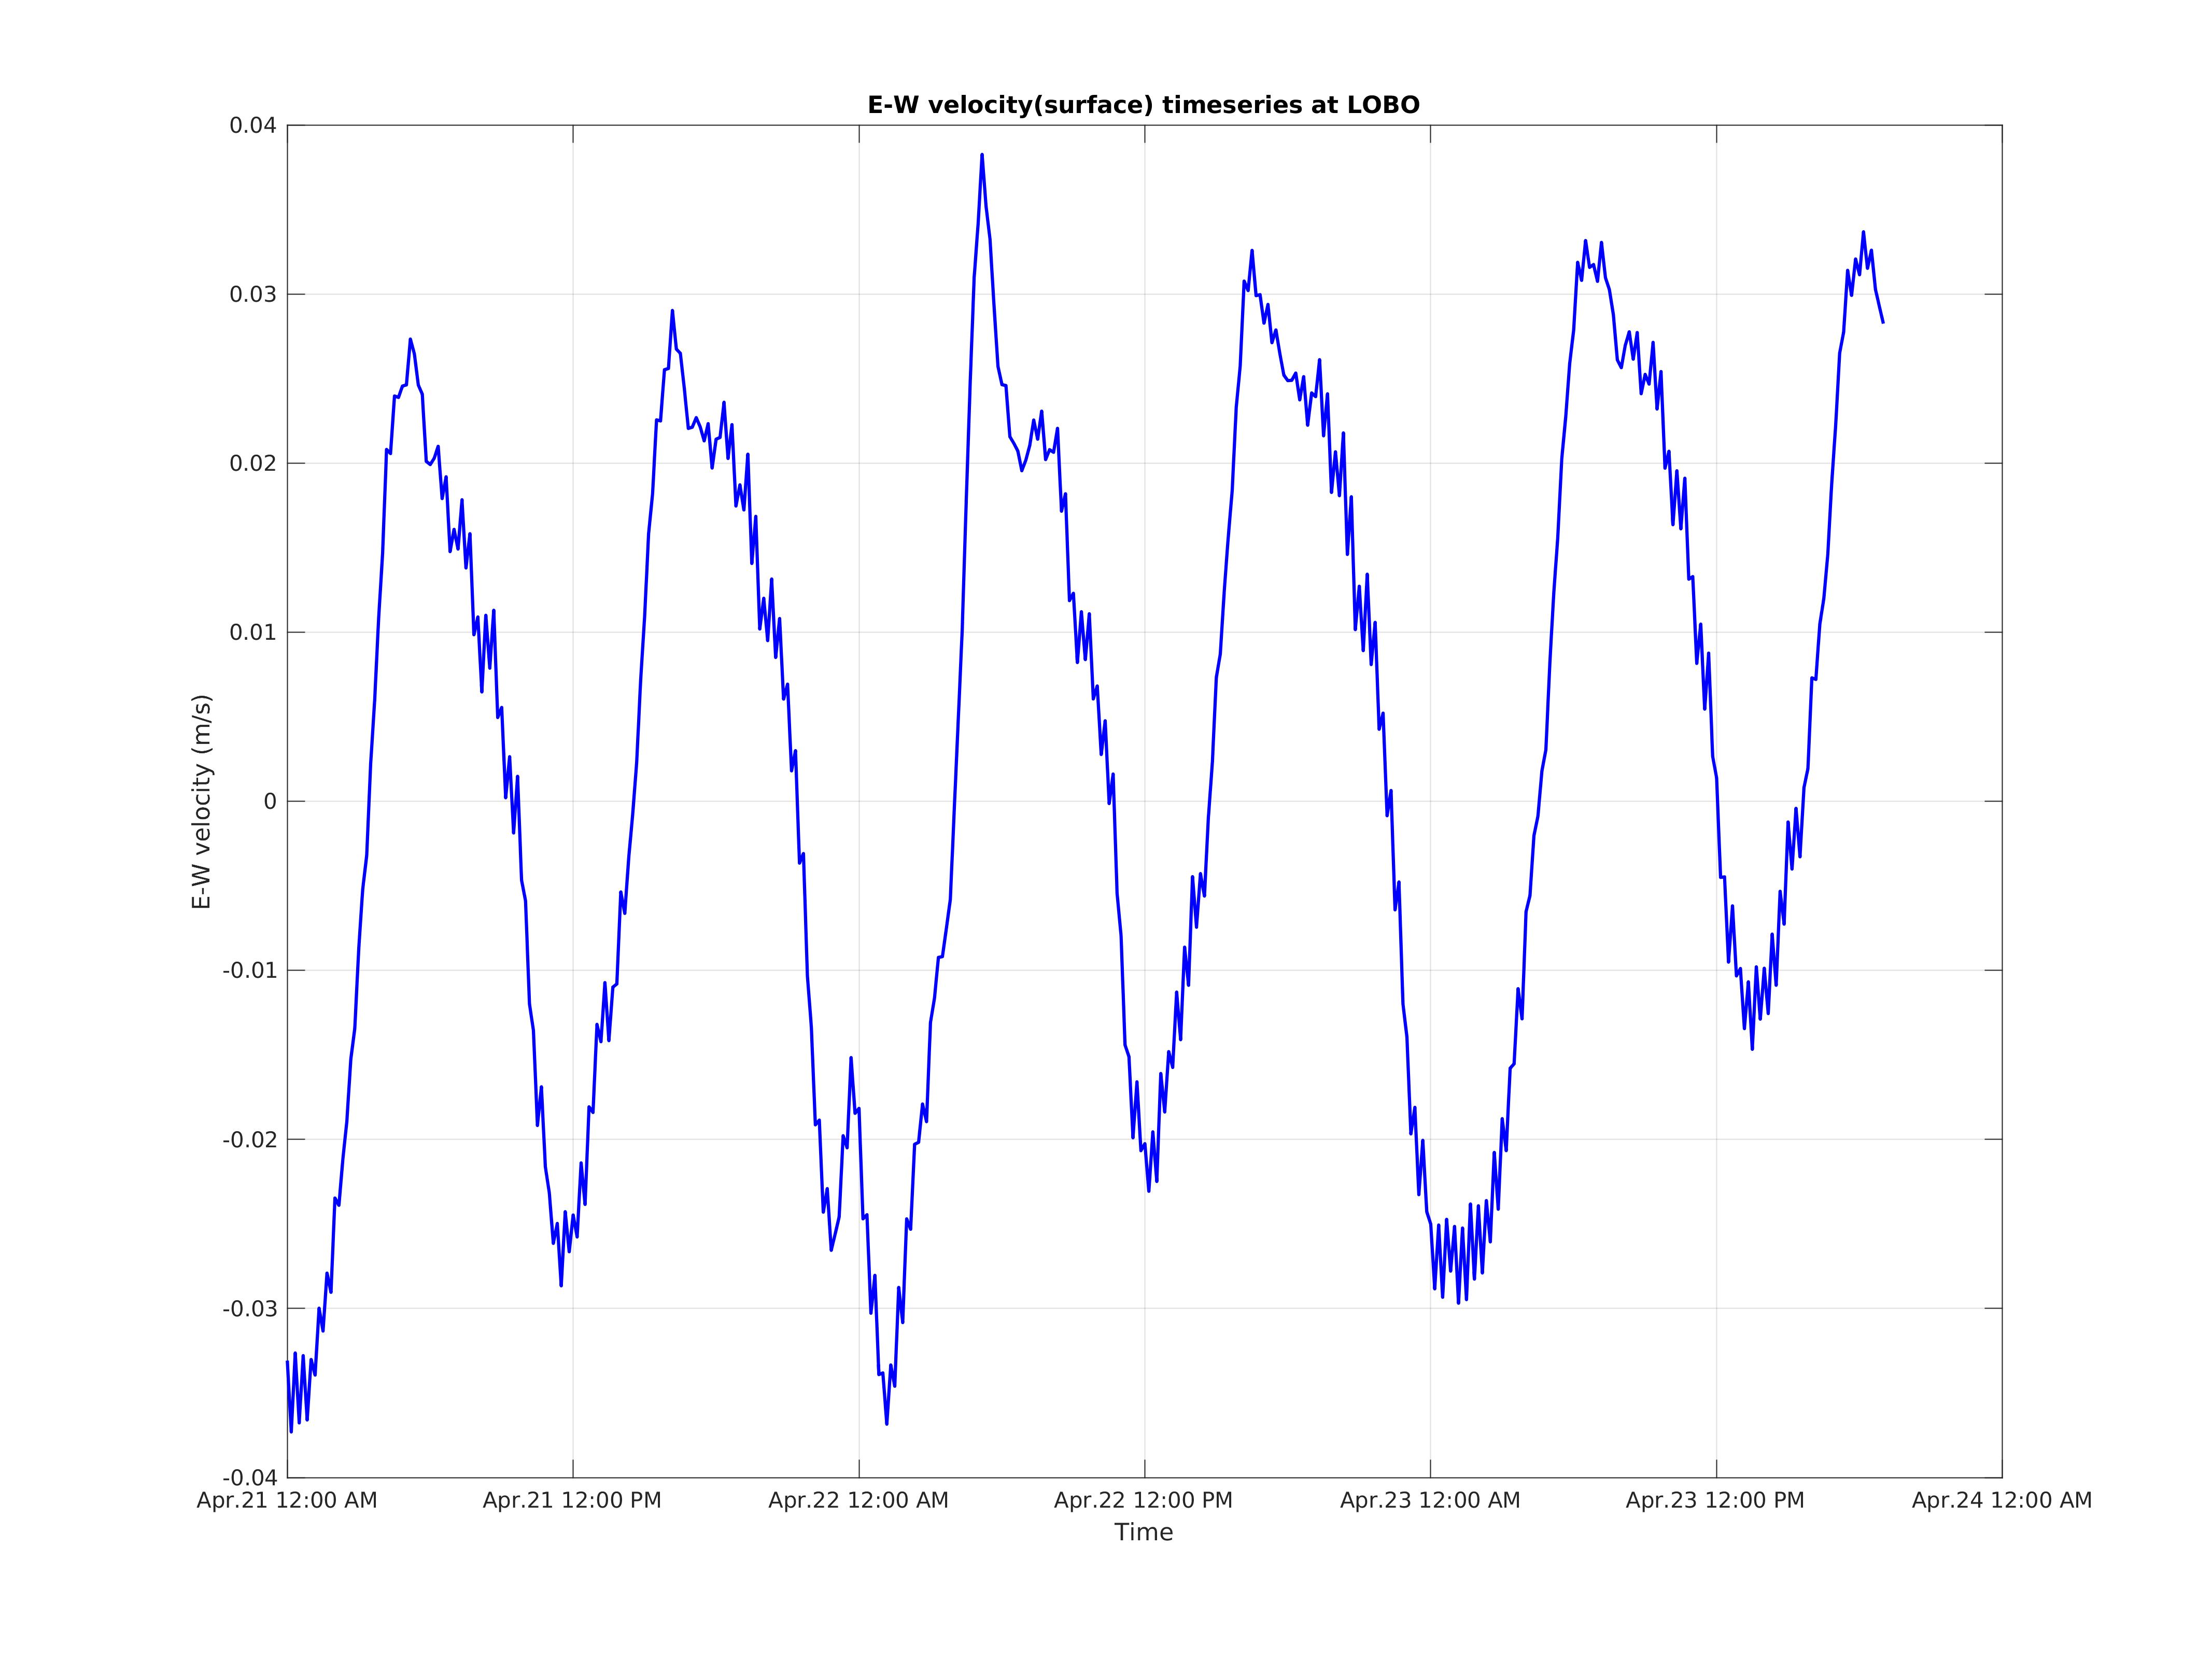 E-W velocity(surface) timeseries at LOBO
0.04
0.03
0.02
0.01
0
-0.01
-0.02
-0.03
-0.04
E-W velocity (m/s)
Apr.21 12:00 AM Apr.21 12:00 PM Apr.22 12:00 AM Apr.22 12:00 PM Apr.23 12:00 AM Apr.23 12:00 PM Apr.24 12:00 AM
Time